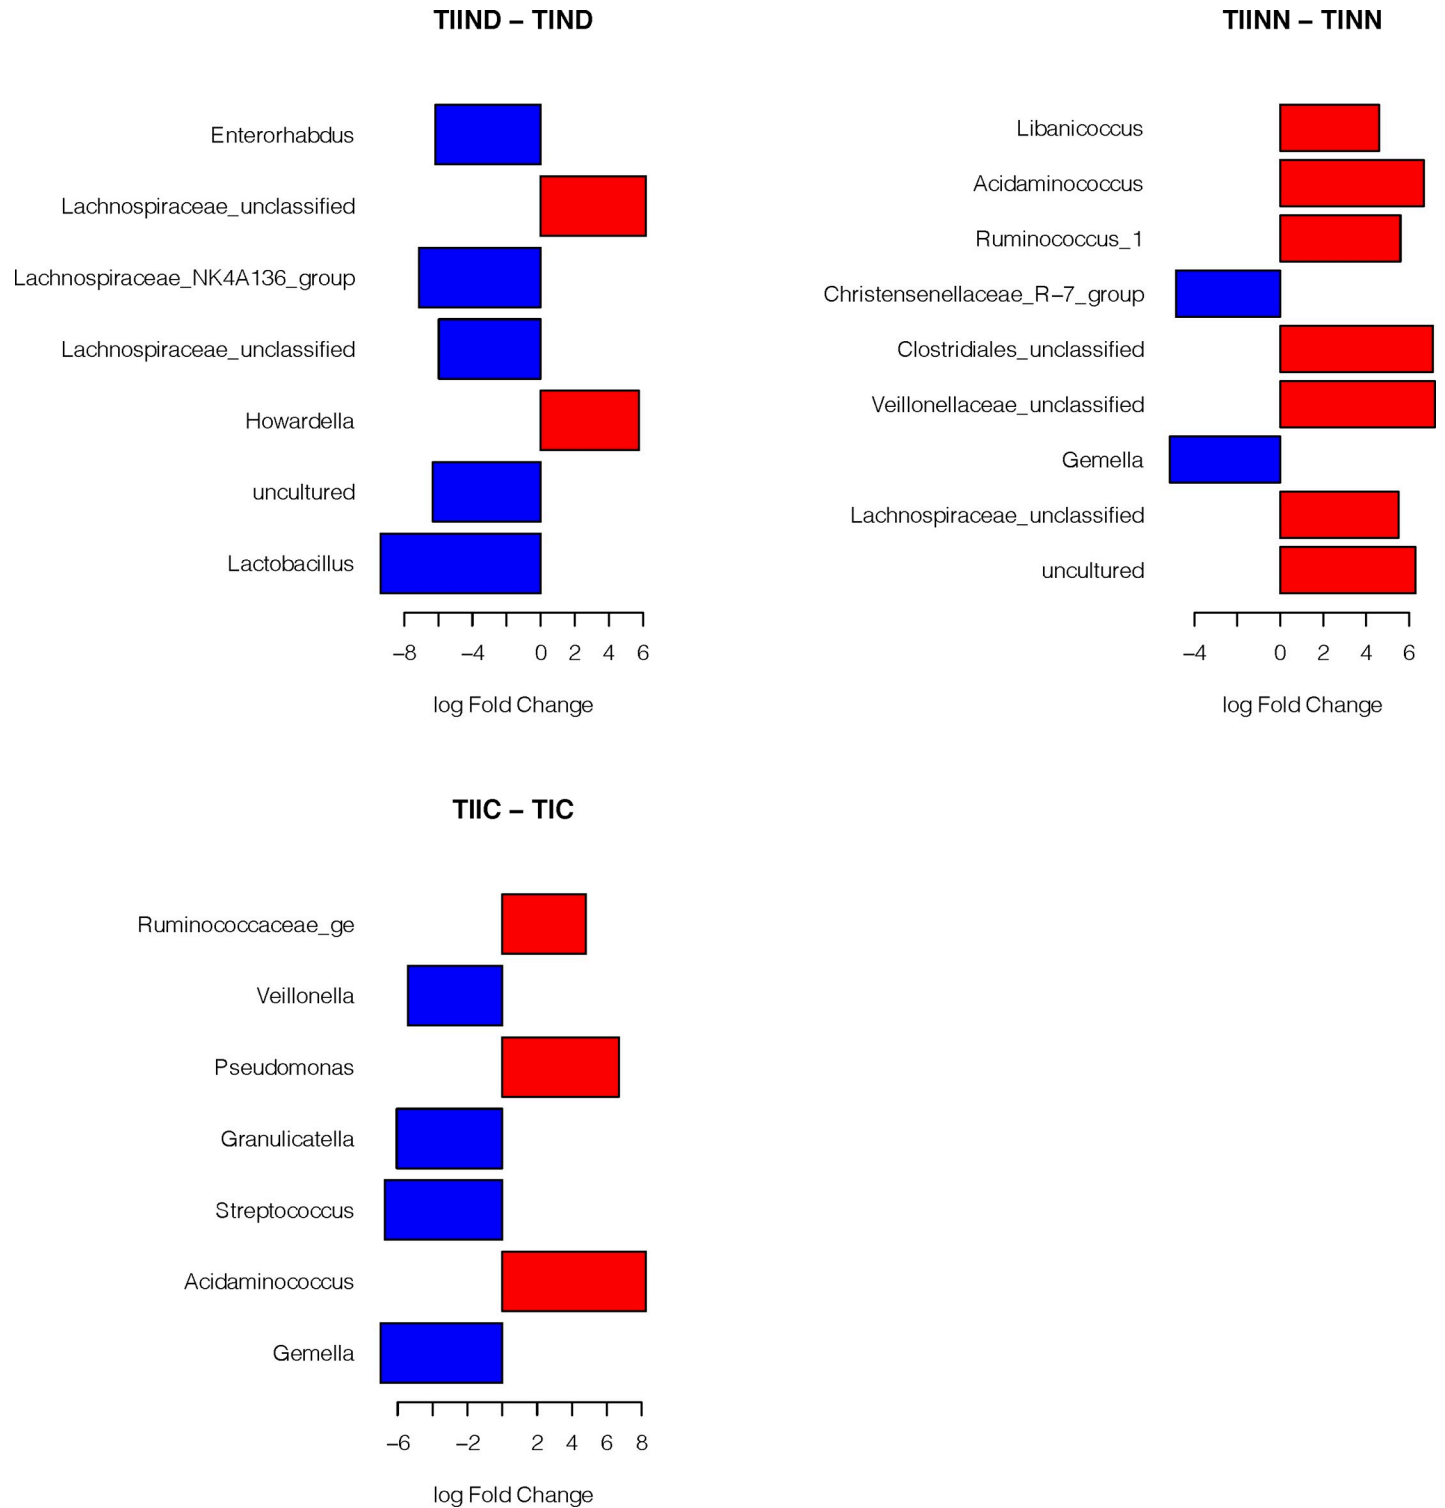 TIIND – TIND
Enterorhabdus
Lachnospiraceae_unclassified
Lachnospiraceae_NK4A136_group
Lachnospiraceae_unclassified
Howardella
uncultured
Lactobacillus
−8 −4 0 2 4 6
log Fold Change
TIINN – TINN
Libanicoccus
Acidaminococcus
Ruminococcus_1
Christensenellaceae_R−7_group
Clostridiales_unclassified
Veillonellaceae_unclassified
Gemella
Lachnospiraceae_unclassified
uncultured
−4 0 2 4 6
log Fold Change
TIIC – TIC
Ruminococcaceae_ge
Veillonella
Pseudomonas
Granulicatella
Streptococcus
Acidaminococcus
Gemella
−6 −2 2 4 6 8
log Fold Change